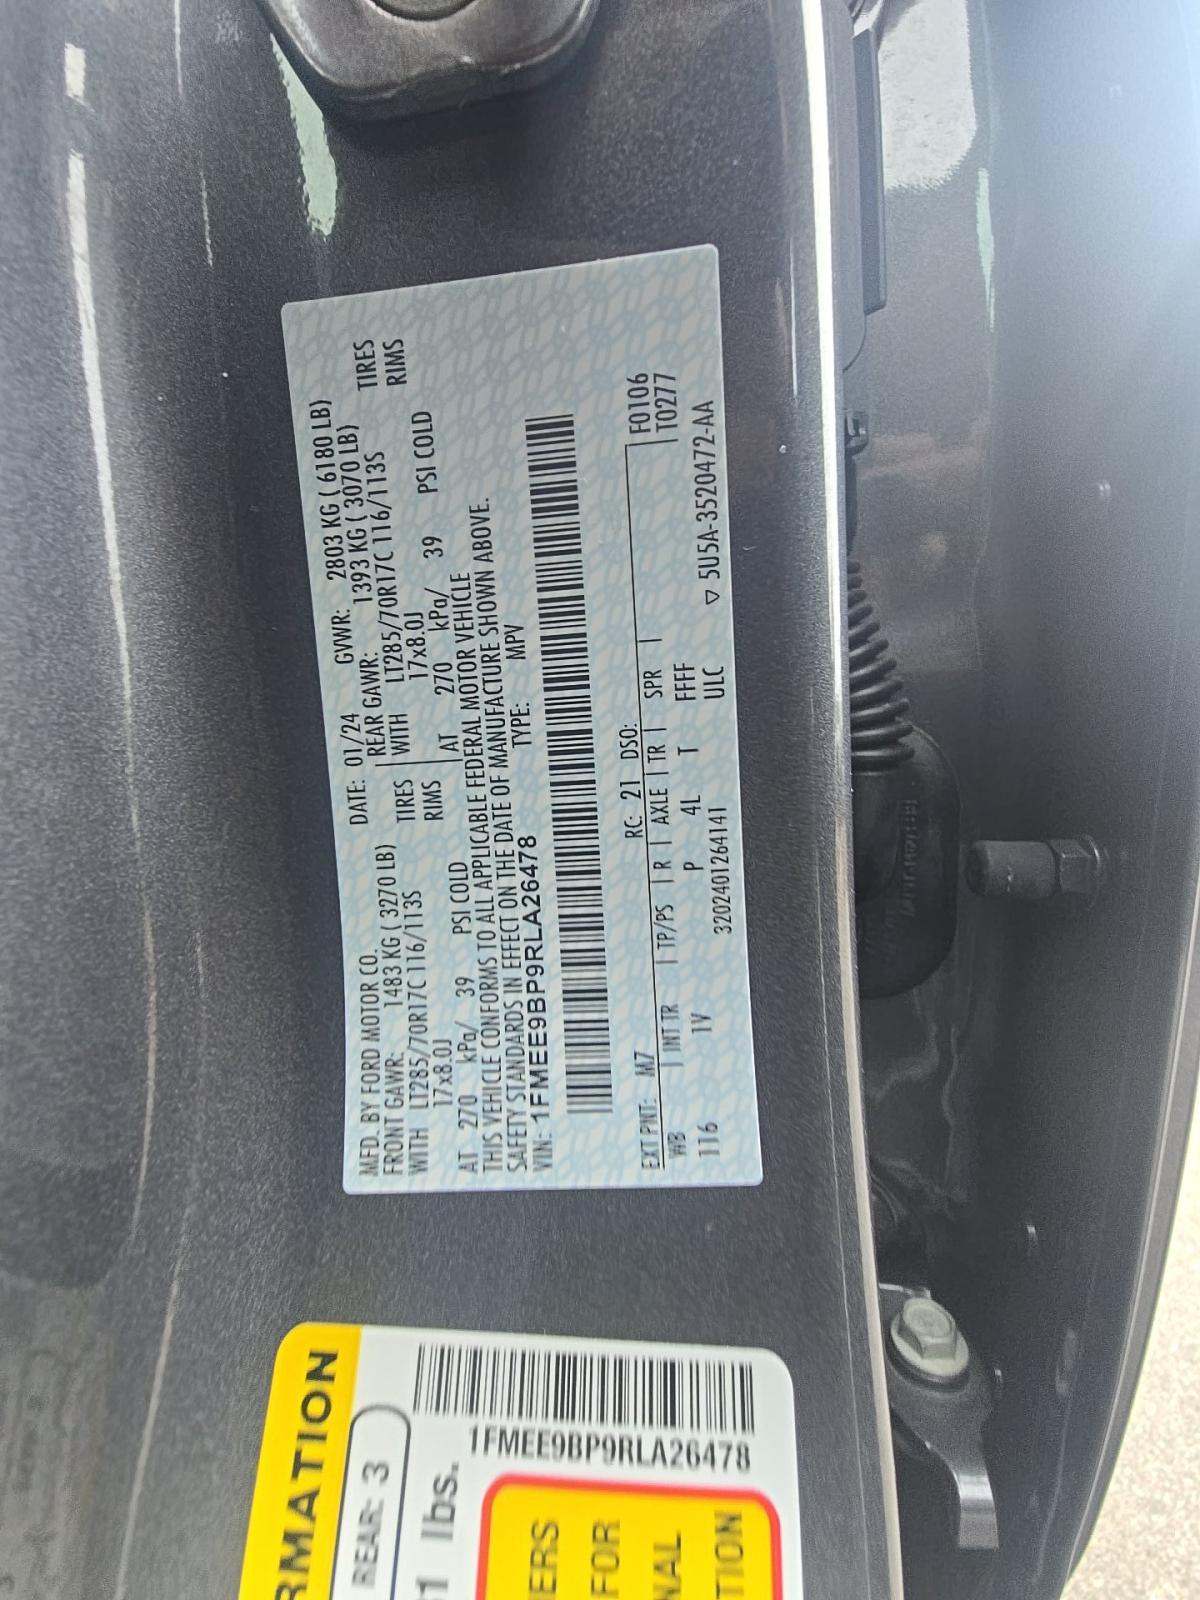 MFD. BY FORD MOTOR CO. DATE: 01/24 GVWR: 2803 KG ( 6180 LB)
FRONT GAWR: 1483 KG ( 3270 LB) REAR GAWR: 1393 KG ( 3070 LB)
WITH LT285/70R17C 116/113S TIRES WITH LT285/70R17C 116/113S TIRES
17x8.0J RIMS 17x8.0J RIMS
AT 270 kPa/ 39 PSI COLD AT 270 kPa/ 39 PSI COLD
THIS VEHICLE CONFORMS TO ALL APPLICABLE FEDERAL MOTOR VEHICLE
SAFETY STANDARDS IN EFFECT ON THE DATE OF MANUFACTURE SHOWN ABOVE.
VIN: 1FMEE9BP9RLA26478 TYPE: MPV
EXT PNT: M7 RC: 21 DSO: F0106
WB INT TR TP/PS R AXLE TR SPR T0277
116 1V P 4L T FFFF
3202401264141 ULC ▽ 5U5A-3520472-AA
RMATION
REAR: 3
1 lbs.
1FMEE9BP9RLA26478
ERS
FOR
NAL
TION